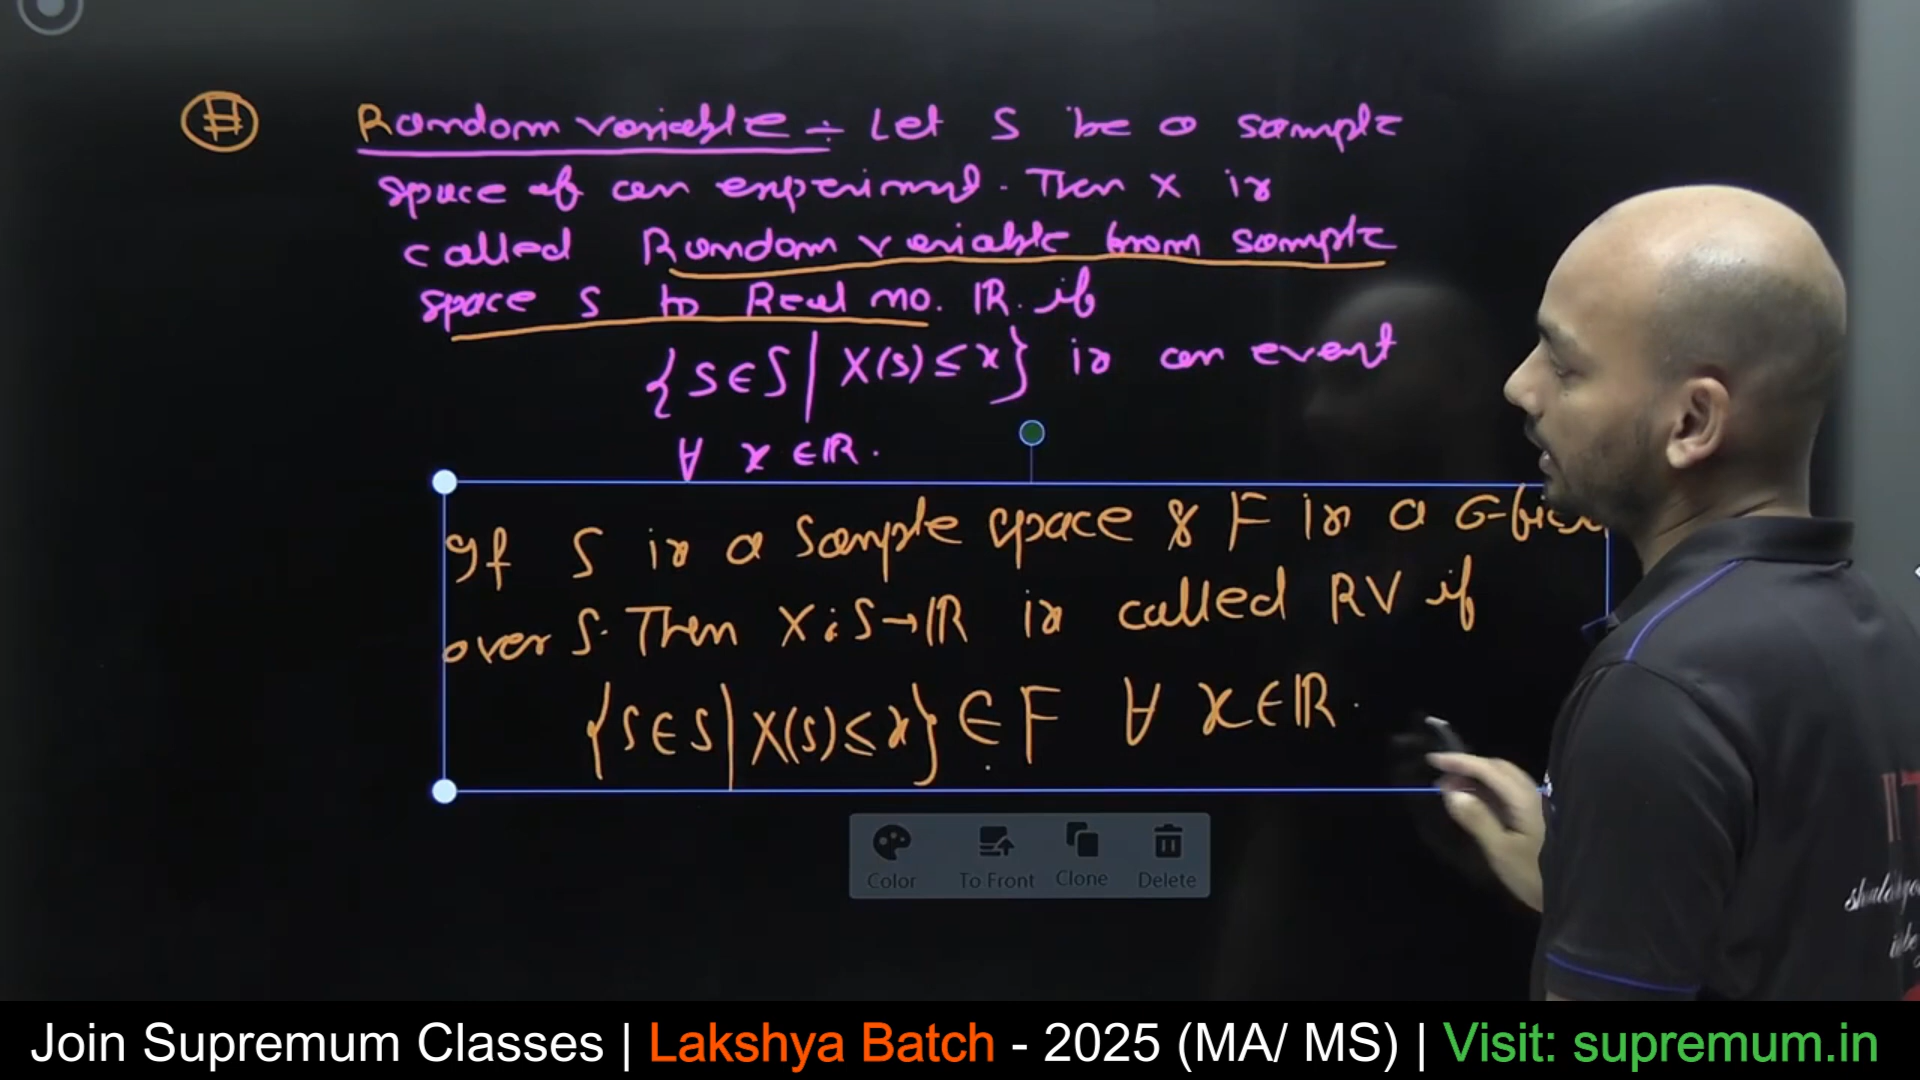 #
Random variable :- Let S be a sample
space of an experiment. Then X is
called Random variable from sample
space S to Real no. ℝ. if
{s∈S | X(s) ≤ x} is an event
∀ x ∈ ℝ.
If S is a sample space & F is a σ-
over S. Then X: S→ℝ is called RV if
{s∈S | X(s) ≤ x} ∈ F ∀ x∈ℝ.
Color To Front Clone Delete
Join Supremum Classes | Lakshya Batch - 2025 (MA/ MS) | Visit: supremum.in